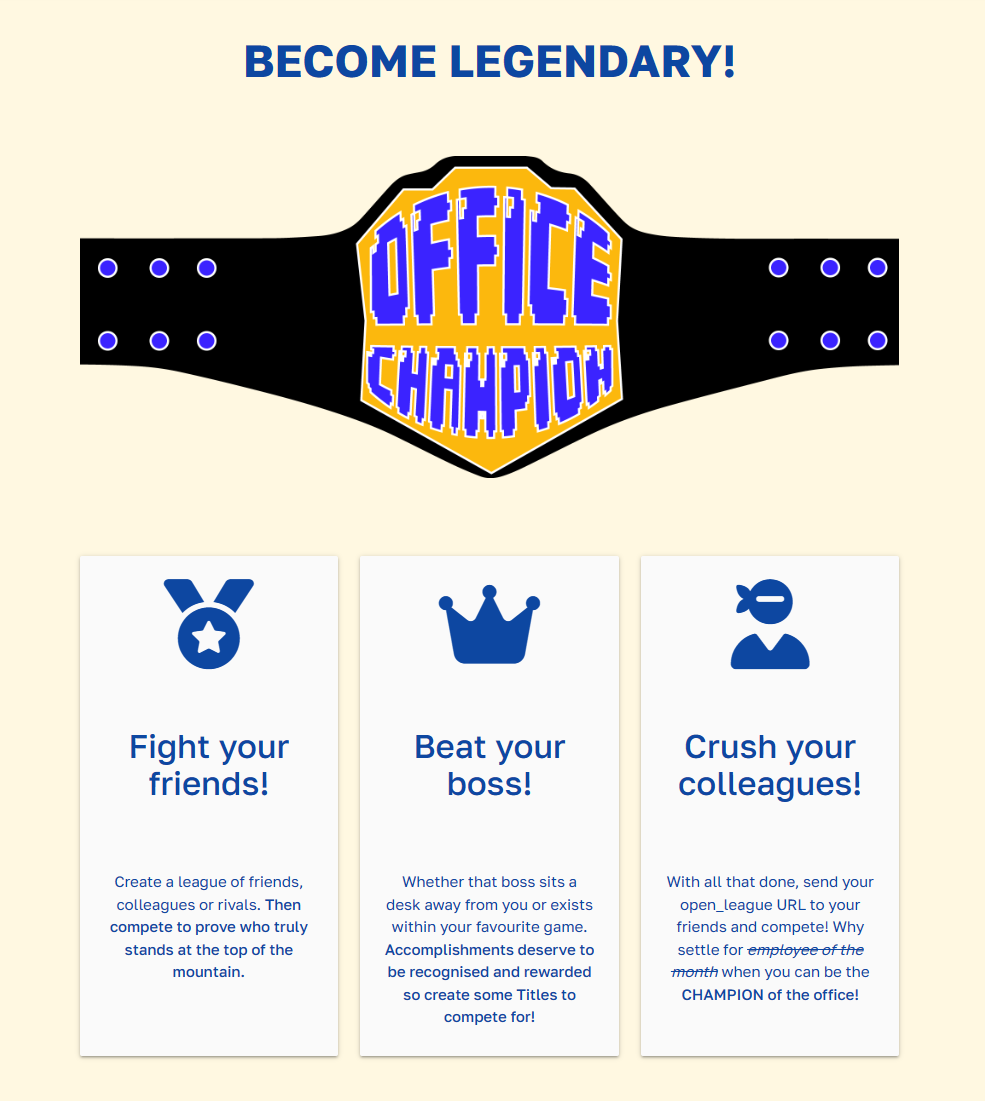 BECOME LEGENDARY!
OFFICE
CHAMPION
Fight your
friends!
Create a league of friends,
colleagues or rivals. Then
compete to prove who truly
stands at the top of the
mountain.
Beat your
boss!
Whether that boss sits a
desk away from you or exists
within your favourite game.
Accomplishments deserve to
be recognised and rewarded
so create some Titles to
compete for!
Crush your
colleagues!
With all that done, send your
open_league URL to your
friends and compete! Why
settle for employee of the
month when you can be the
CHAMPION of the office!